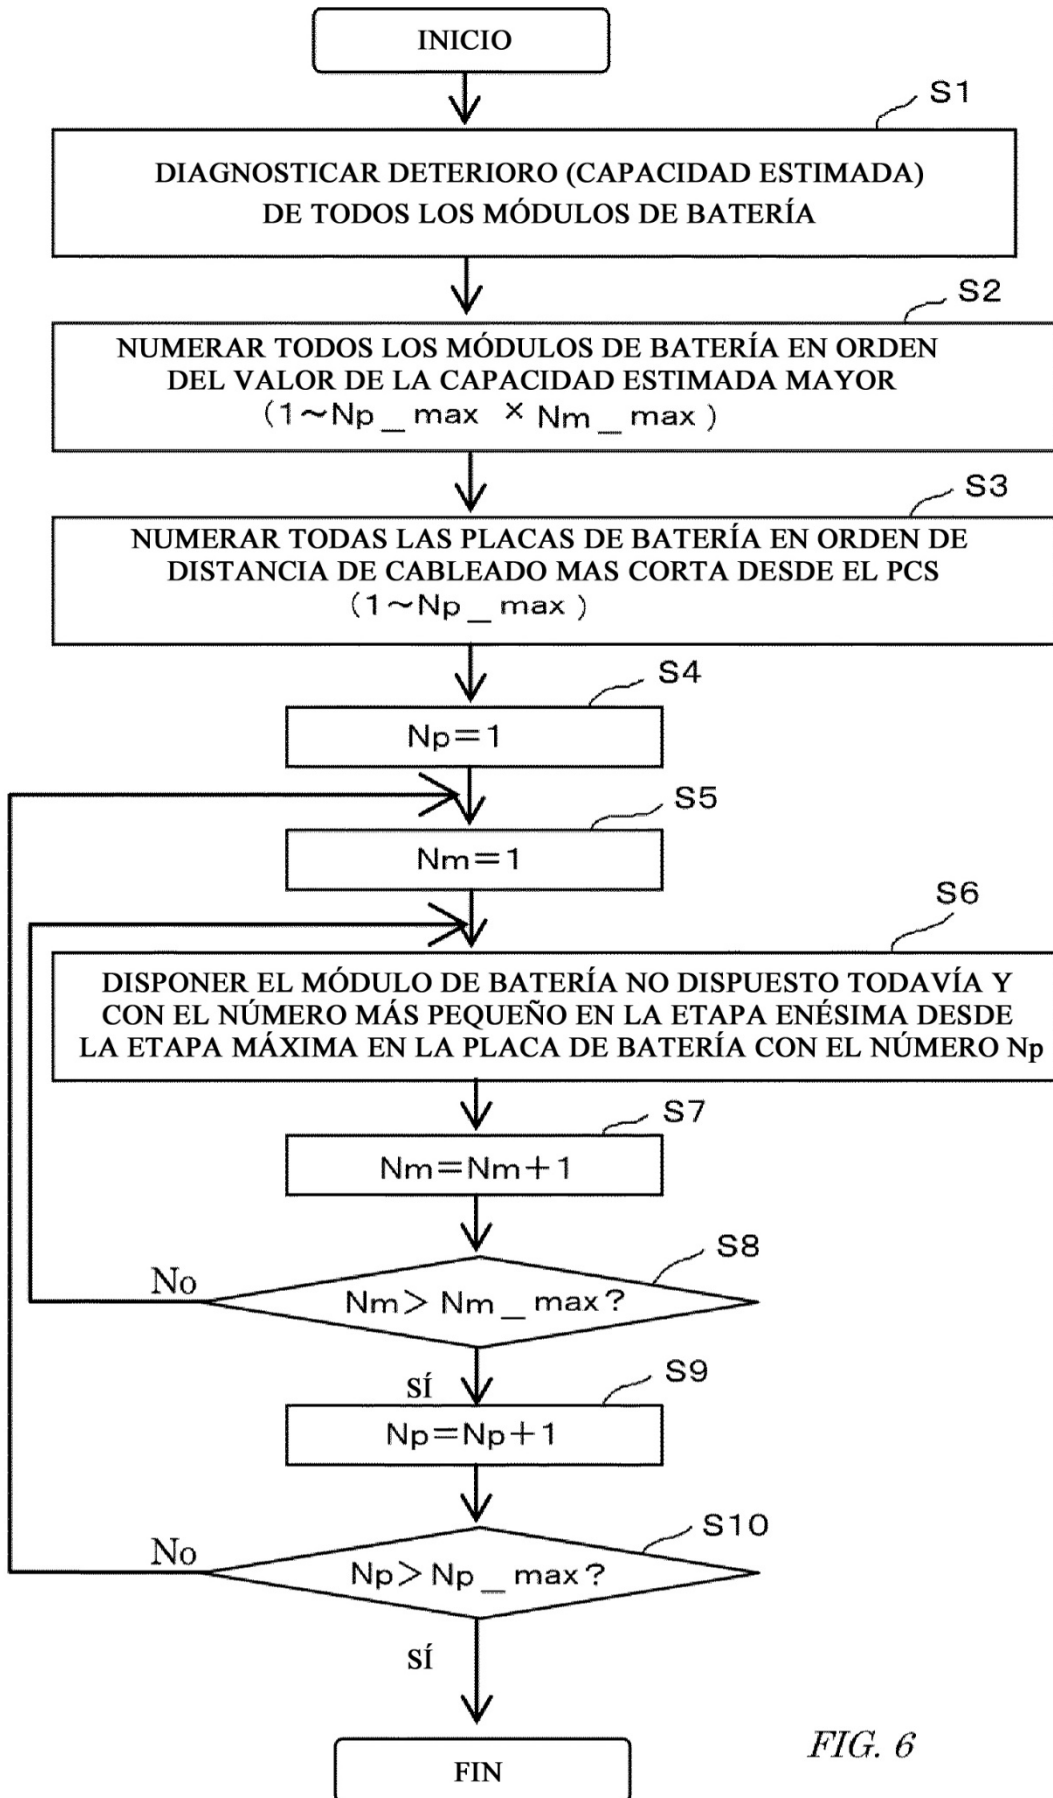 INICIO
S1
DIAGNOSTICAR DETERIORO (CAPACIDAD ESTIMADA)
DE TODOS LOS MÓDULOS DE BATERÍA
S2
NUMERAR TODOS LOS MÓDULOS DE BATERÍA EN ORDEN
DEL VALOR DE LA CAPACIDAD ESTIMADA MAYOR
(1~Np_max × Nm_max)
S3
NUMERAR TODAS LAS PLACAS DE BATERÍA EN ORDEN DE
DISTANCIA DE CABLEADO MAS CORTA DESDE EL PCS
(1~Np_max)
S4
Np=1
S5
Nm=1
S6
DISPONER EL MÓDULO DE BATERÍA NO DISPUESTO TODAVÍA Y
CON EL NÚMERO MÁS PEQUEÑO EN LA ETAPA ENÉSIMA DESDE
LA ETAPA MÁXIMA EN LA PLACA DE BATERÍA CON EL NÚMERO Np
S7
Nm=Nm+1
S8
No
Nm> Nm_max?
SÍ
S9
Np=Np+1
S10
No
Np> Np_max?
SÍ
FIN
FIG. 6